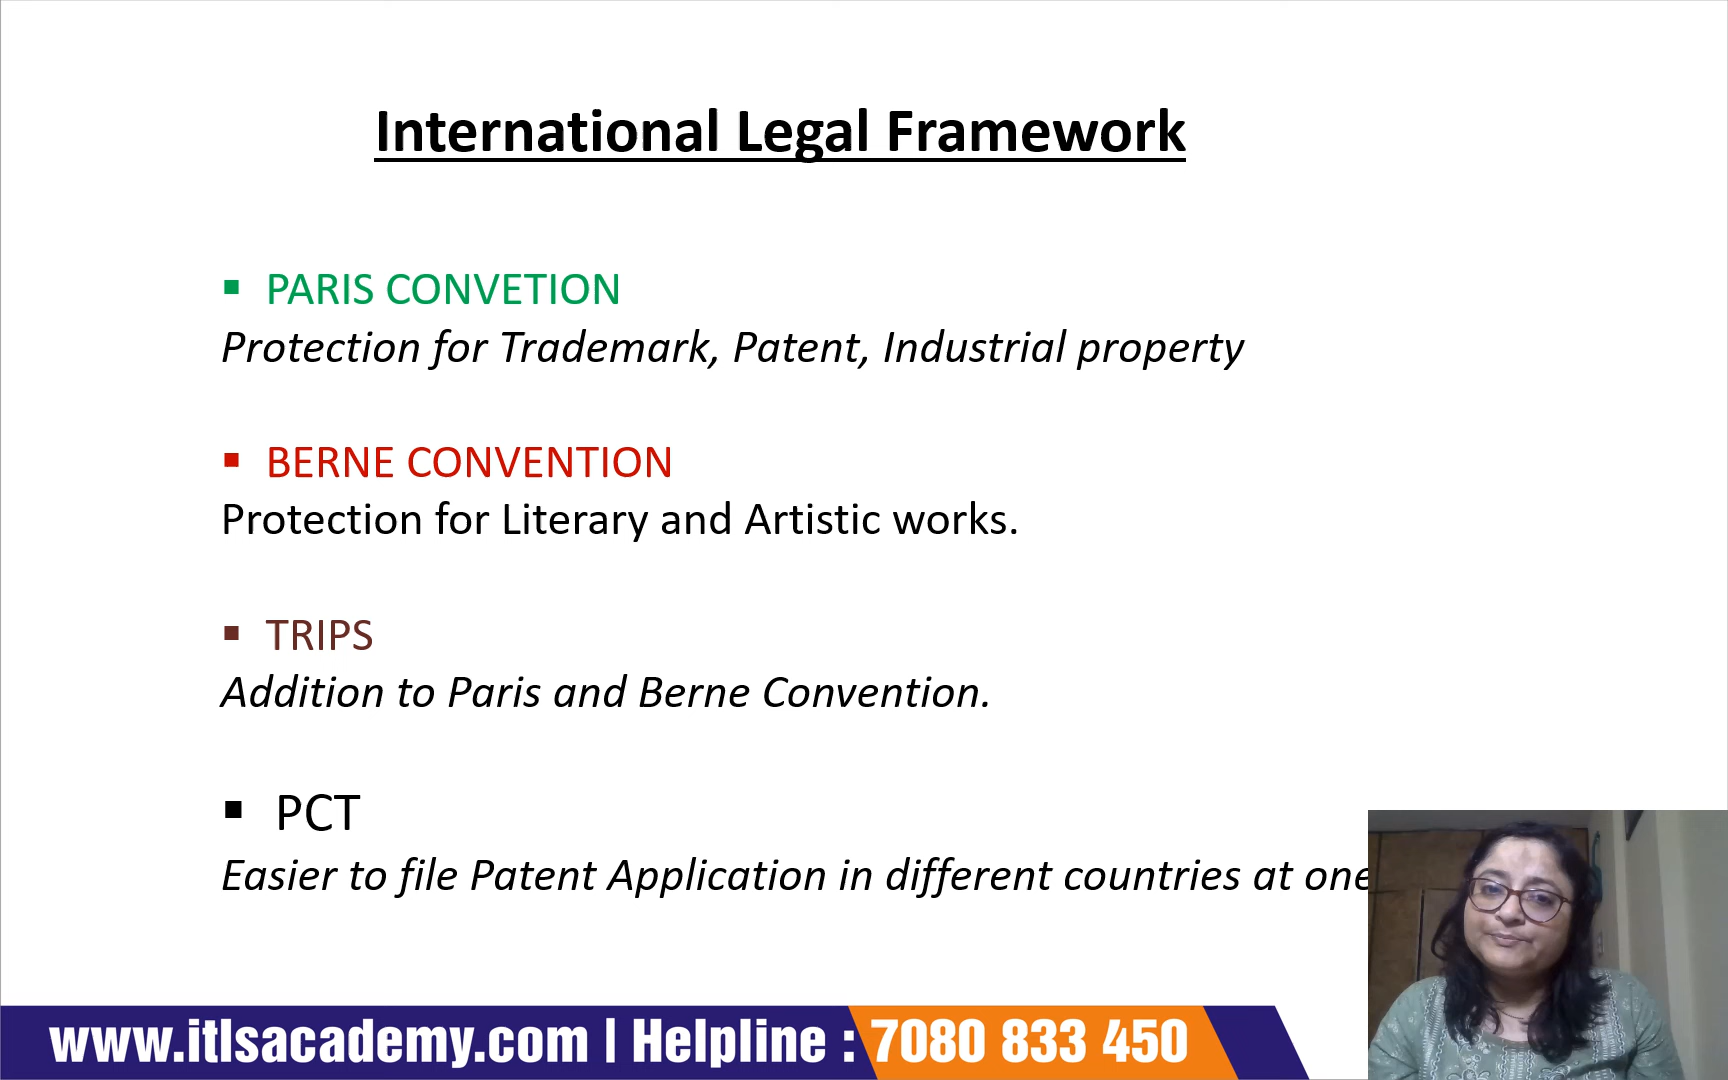 International Legal Framework
▪ PARIS CONVETION
Protection for Trademark, Patent, Industrial property
▪ BERNE CONVENTION
Protection for Literary and Artistic works.
▪ TRIPS
Addition to Paris and Berne Convention.
▪ PCT
Easier to file Patent Application in different countries at one
www.itlsacademy.com | Helpline : 7080 833 450